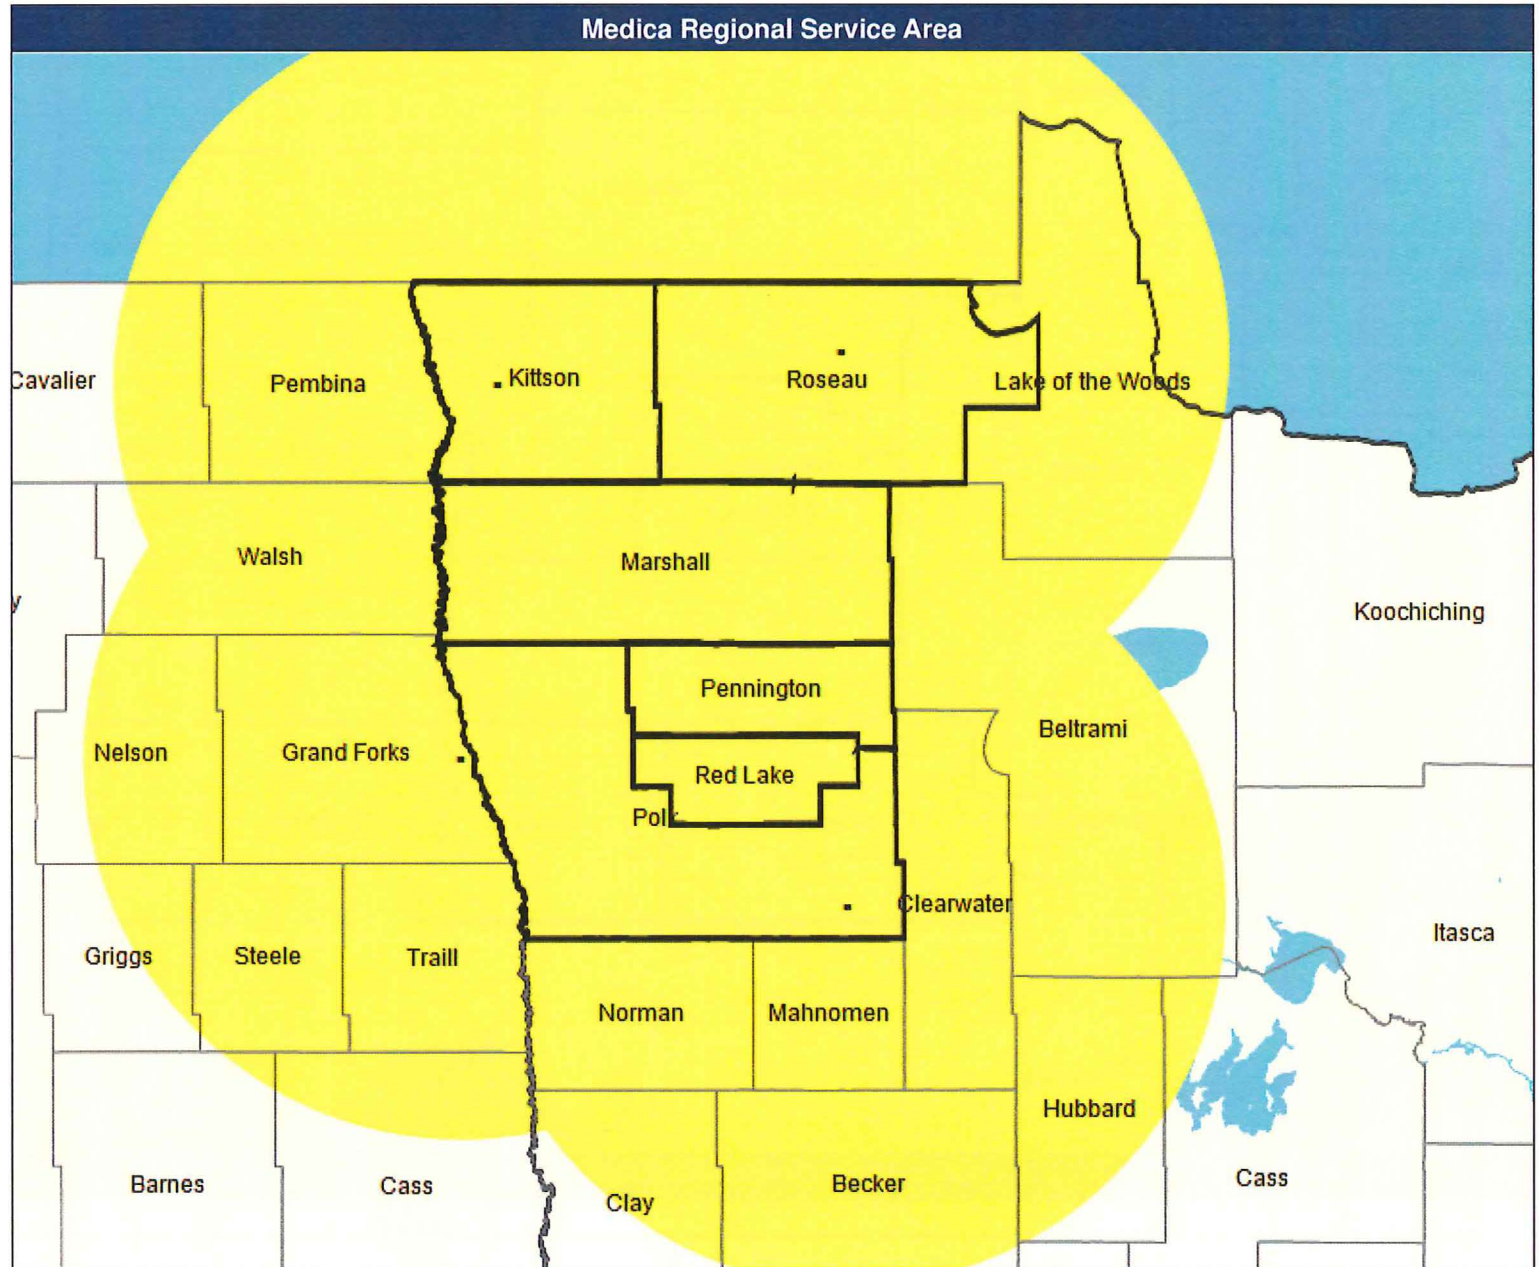 Medica Regional Service Area
Cavalier
Pembina
Kittson
Roseau
Lake of the Woods
Walsh
Marshall
y
Koochiching
Pennington
Nelson
Grand Forks
Beltrami
Red Lake
Polk
Clearwater
Griggs
Steele
Traill
Itasca
Norman
Mahnomen
Hubbard
Barnes
Cass
Clay
Becker
Cass